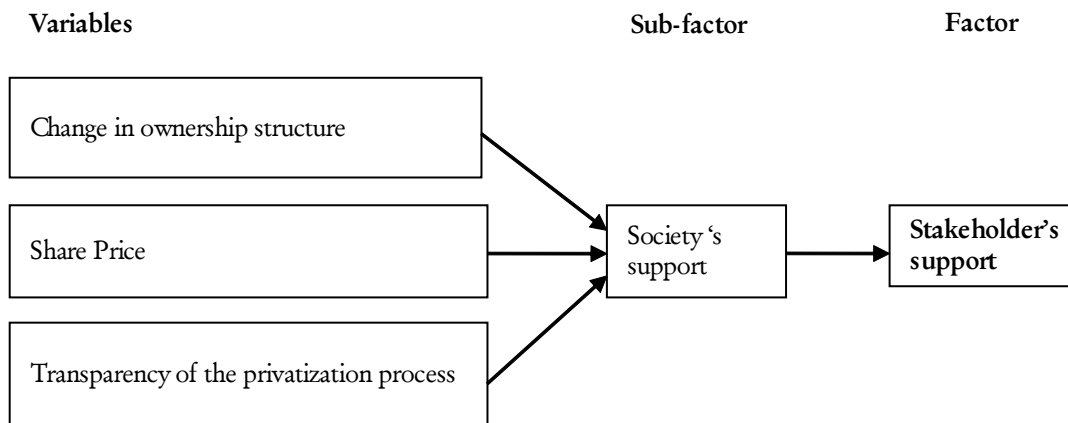 Variables
Sub-factor
Factor
Change in ownership structure
Share Price
Transparency of the privatization process
Society ‘s
support
Stakeholder’s
support